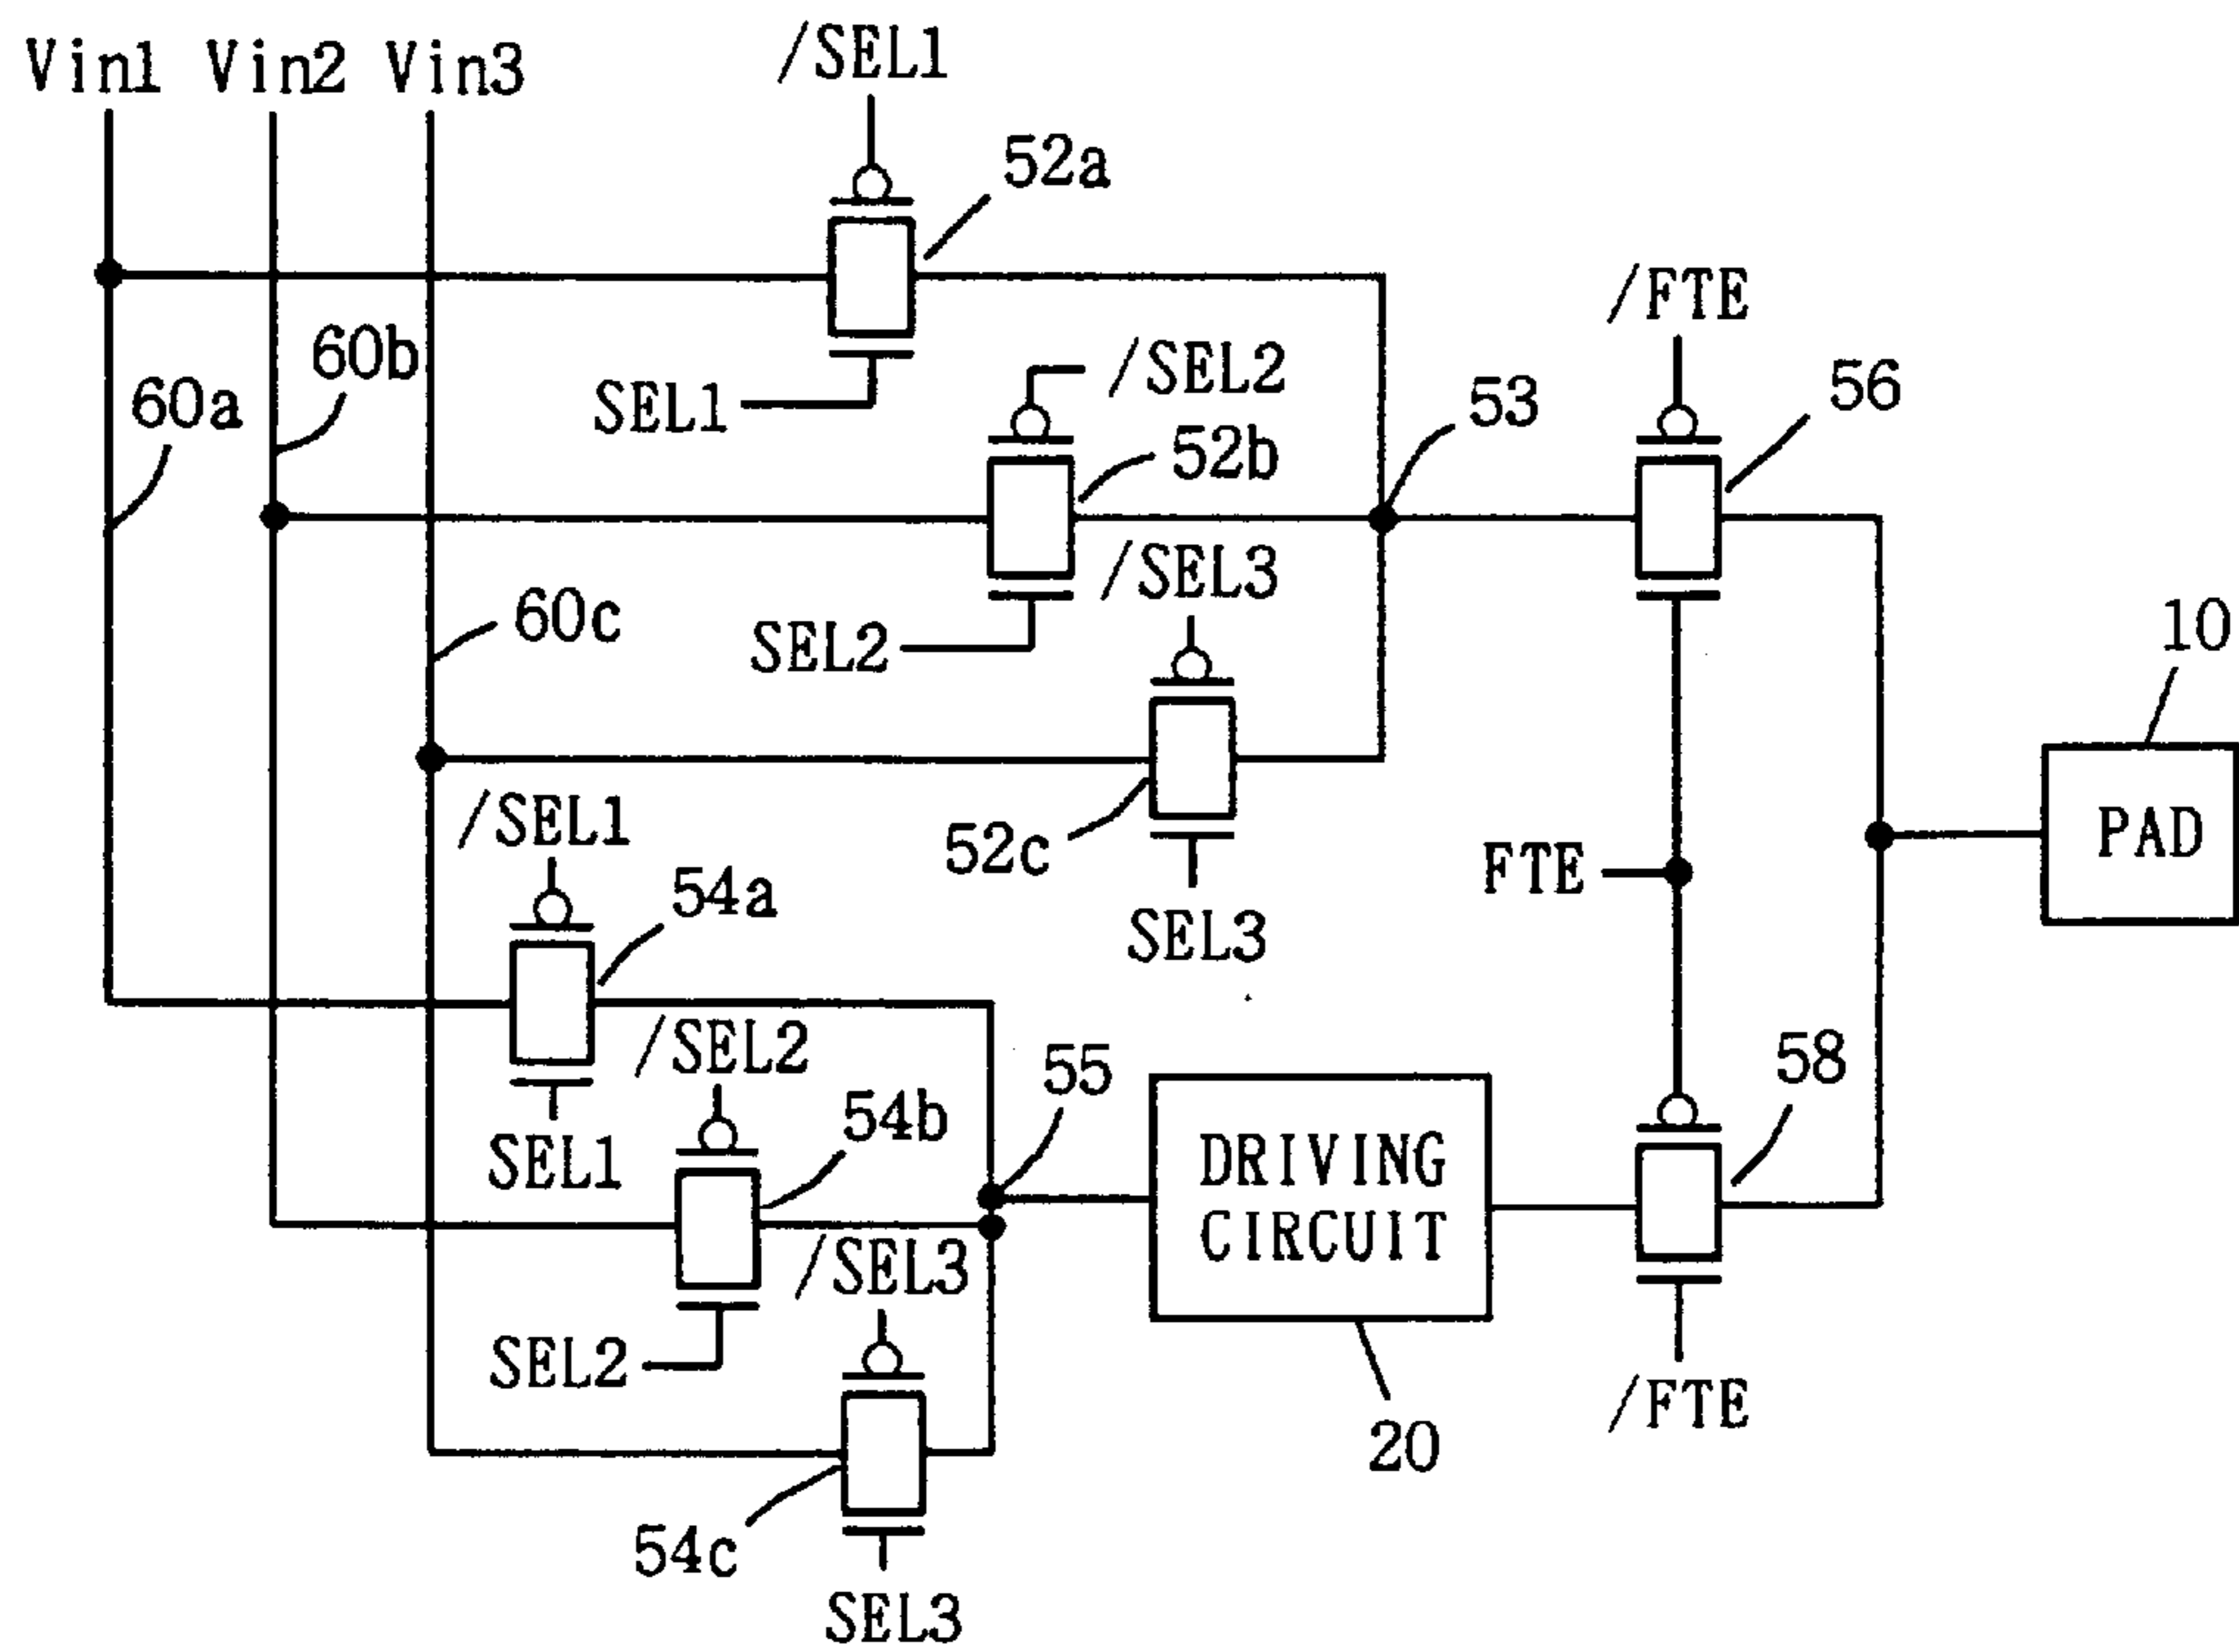 Vin1 Vin2 Vin3
/SEL1
52a
/FTE
60b
/SEL2
56
60a
SEL1
53
52b
/SEL3
60c
10
SEL2
/SEL1
PAD
52c
FTE
54a
SEL3
/SEL2
58
55
54b
SEL1
DRIVING
CIRCUIT
/SEL3
SEL2
/FTE
20
54c
SEL3